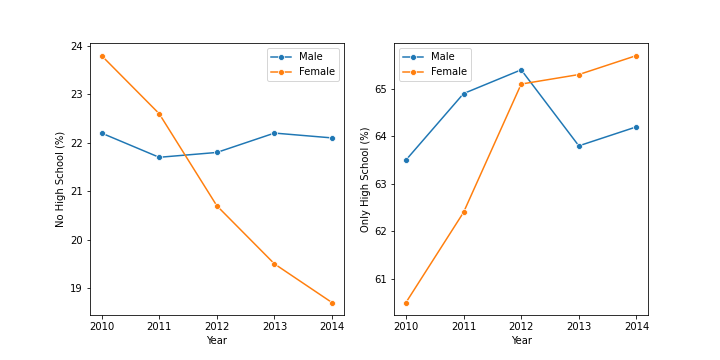 No High School (%)
24
23
22
21
20
19
Male
Female
2010 2011 2012 2013 2014
Year
Only High School (%)
65
64
63
62
61
Male
Female
2010 2011 2012 2013 2014
Year